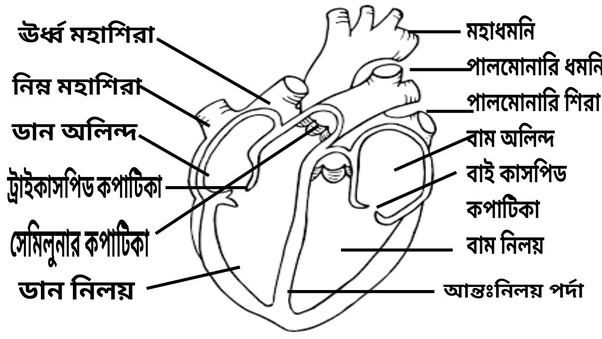 ঊর্ধ্ব মহাশিরা
নিম্ন মহাশিরা
ডান অলিন্দ
ট্রাইকাসপিড কপাটিকা
সেমিলুনার কপাটিকা
ডান নিলয়
মহাধমনি
পালমোনারি ধমনি
পালমোনারি শিরা
বাম অলিন্দ
বাই কাসপিড
কপাটিকা
বাম নিলয়
আন্তঃনিলয় পর্দা